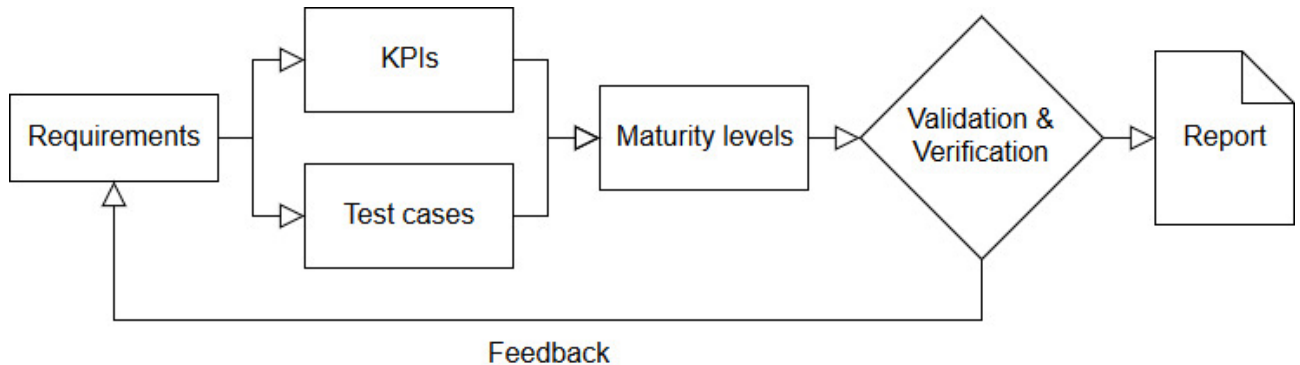 Requirements
KPIs
Test cases
Maturity levels
Validation &
Verification
Report
Feedback